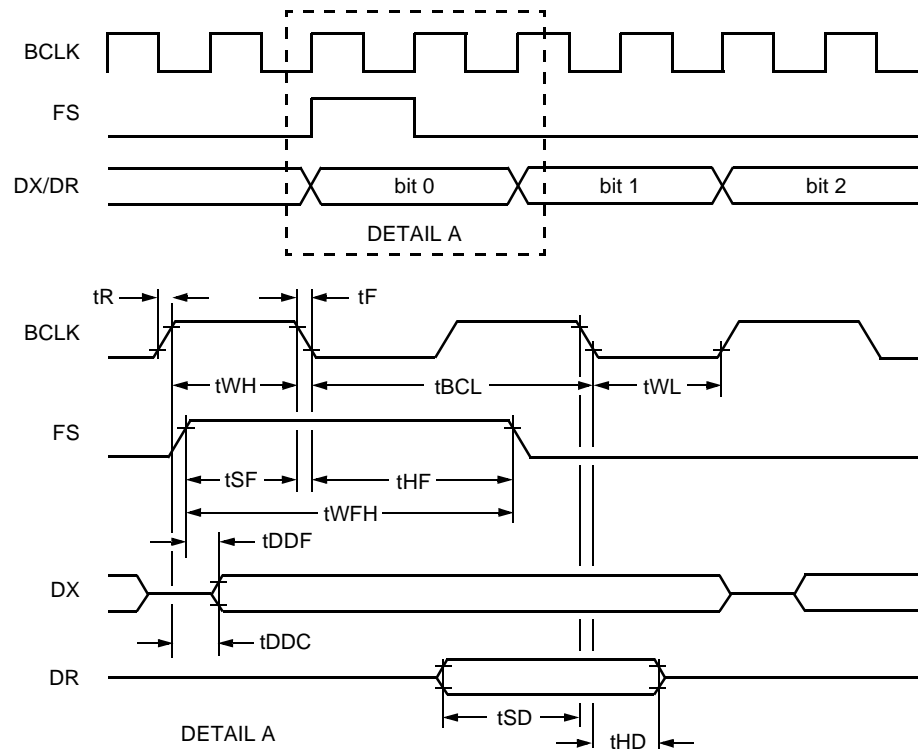 BCLK
FS
DX/DR
bit 0
bit 1
bit 2
DETAIL A
tR
tF
BCLK
tWH
tBCL
tWL
FS
tSF
tHF
tWFH
tDDF
DX
tDDC
DR
tSD
DETAIL A
tHD